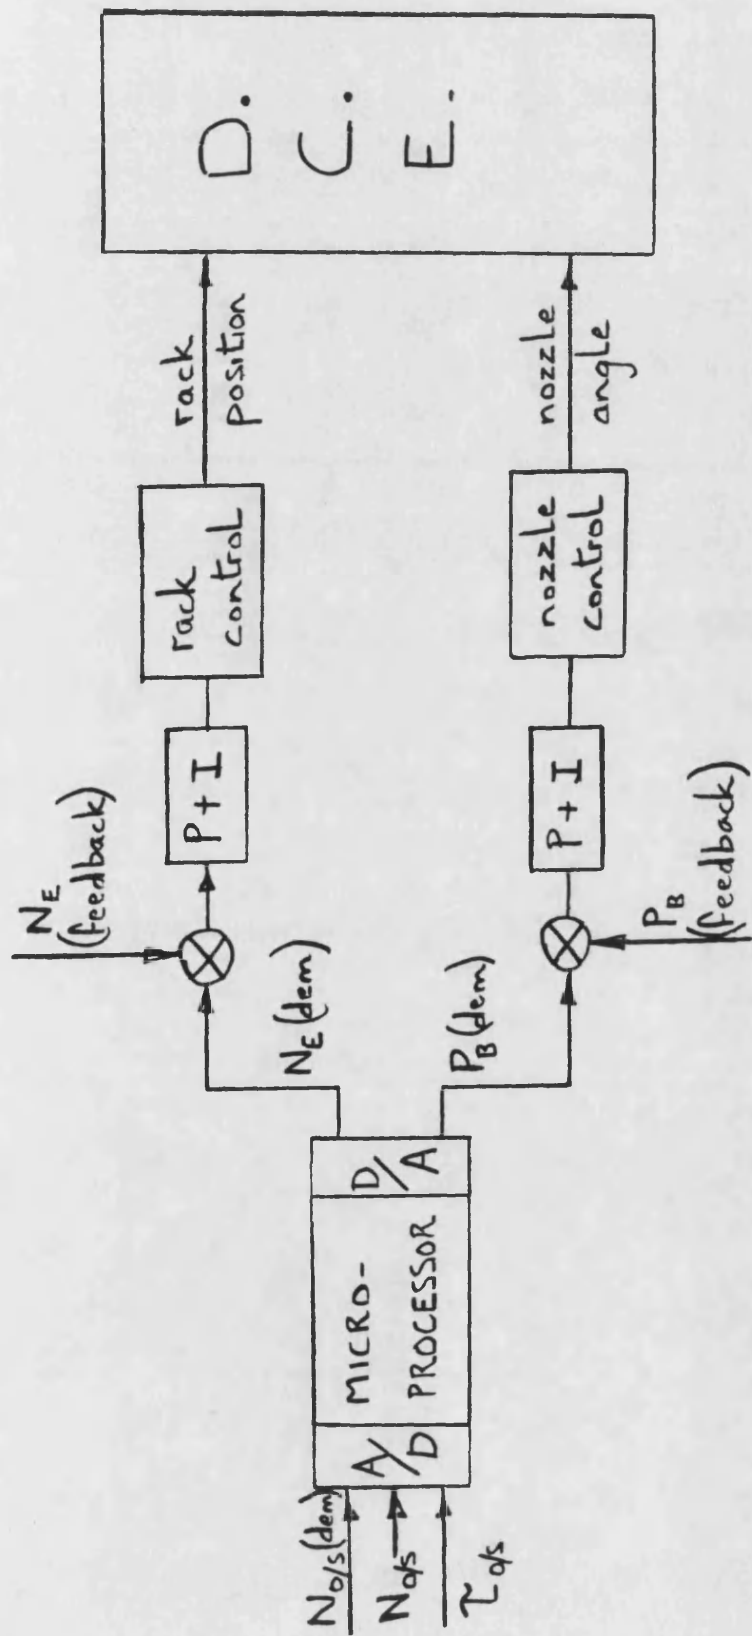 N_O/S(dem)
N_O/S
τ_O/S
A/D
MICRO-
PROCESSOR
D/A
N_E (dem)
P_B (dem)
N_E
(feedback)
P_B
(feedback)
P + I
P + I
rack
control
nozzle
control
rack
position
nozzle
angle
D.
C.
E.